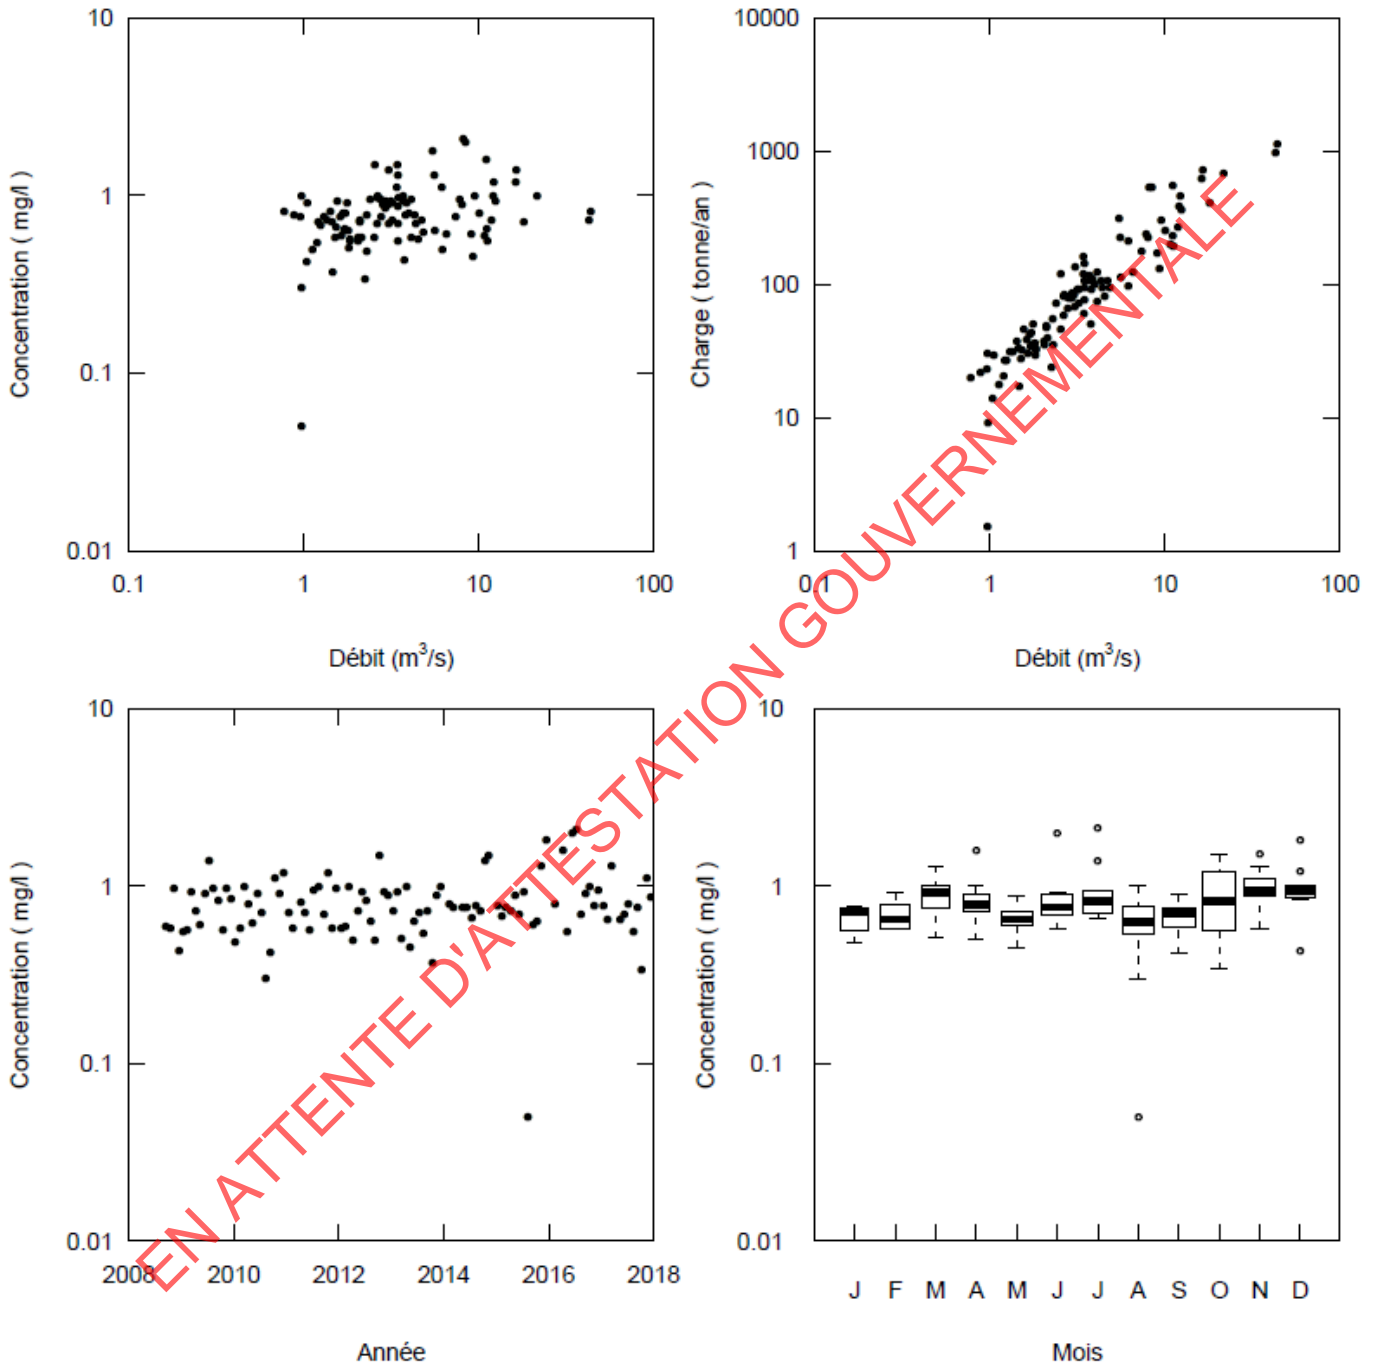 10
1
0.1
0.01
Concentration ( mg/l )
0.1 1 10 100
Débit (m³/s)
10000
1000
100
10
1
Charge ( tonne/an )
0.1 1 10 100
Débit (m³/s)
10
1
0.1
0.01
Concentration ( mg/l )
2008 2010 2012 2014 2016 2018
Année
10
1
0.1
0.01
Concentration ( mg/l )
J F M A M J J A S O N D
Mois
EN ATTENTE D'ATTESTATION GOUVERNEMENTALE